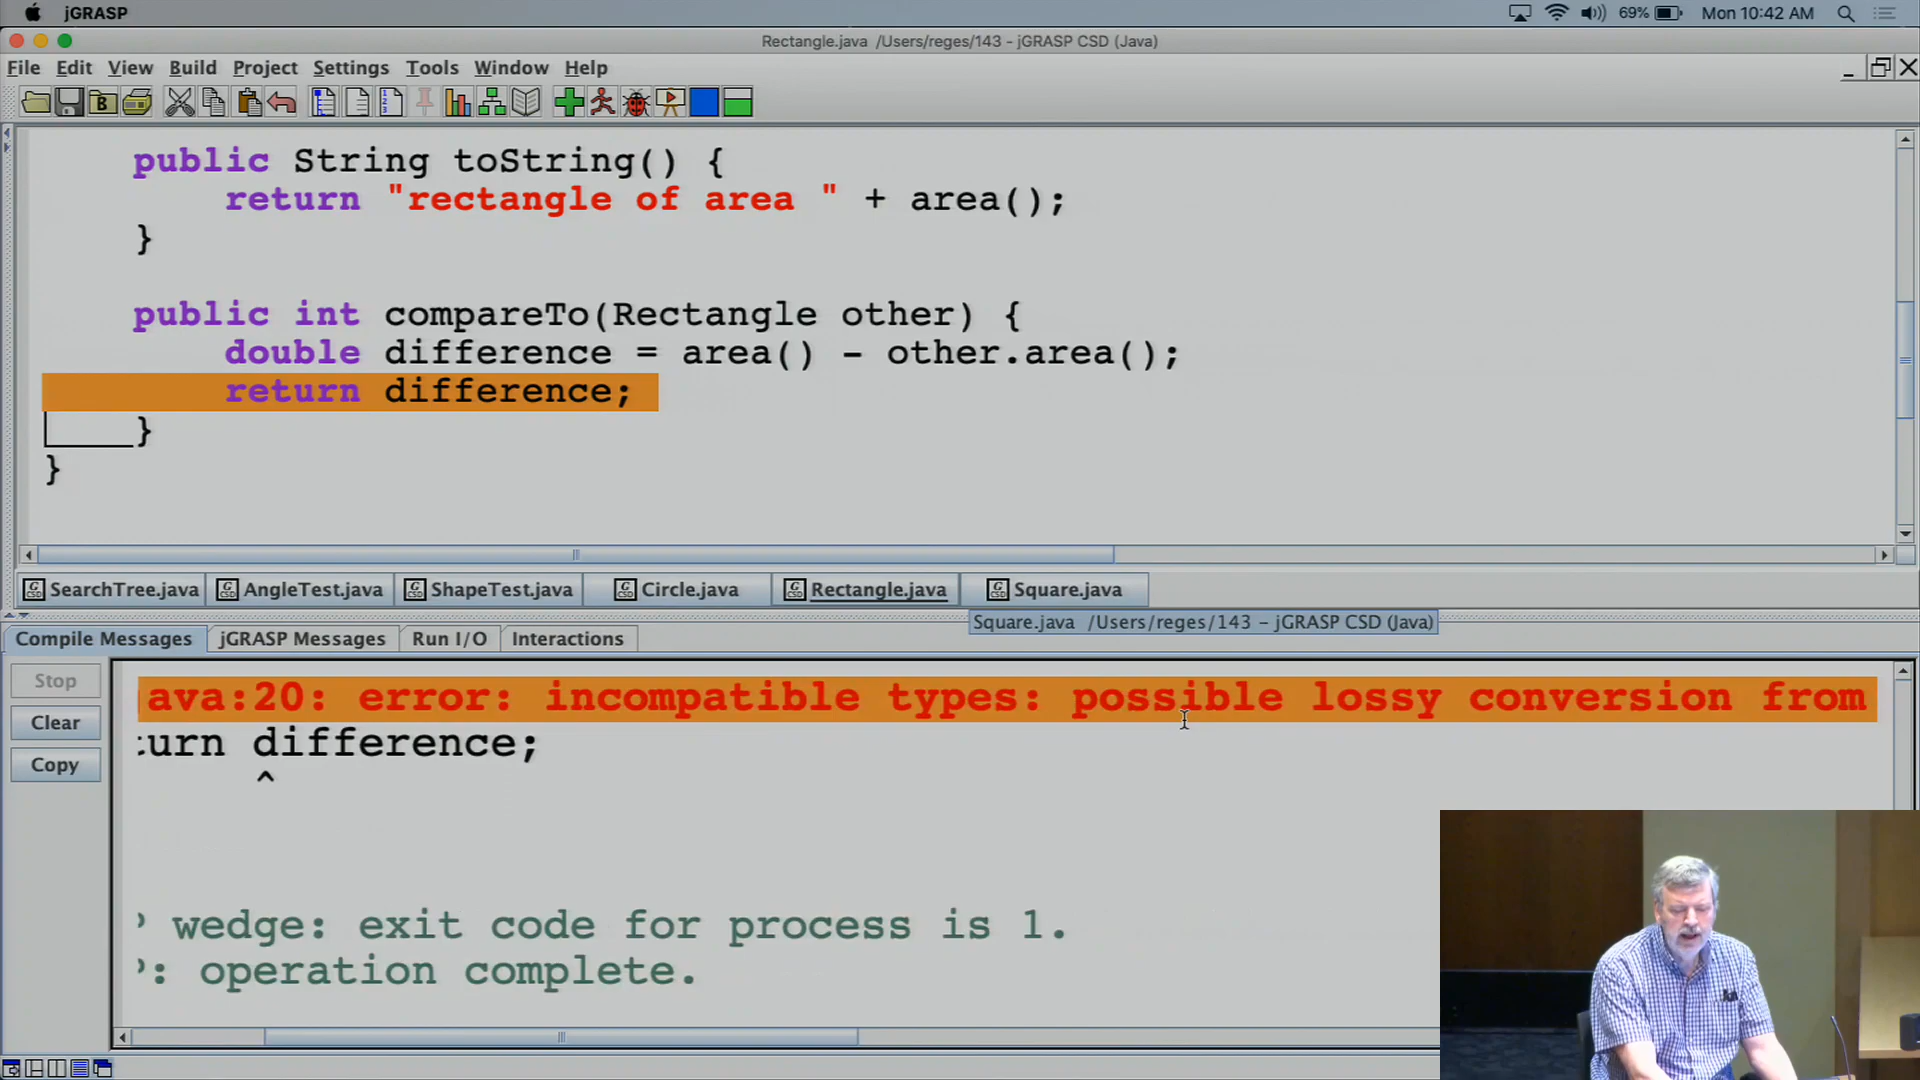 jGRASP
69%
Mon 10:42 AM
Rectangle.java /Users/reges/143 - jGRASP CSD (Java)
File Edit View Build Project Settings Tools Window Help
public String toString() {
return "rectangle of area " + area();
}
public int compareTo(Rectangle other) {
double difference = area() - other.area();
return difference;
}
}
SearchTree.java AngleTest.java ShapeTest.java Circle.java Rectangle.java Square.java
Square.java /Users/reges/143 - jGRASP CSD (Java)
Compile Messages jGRASP Messages Run I/O Interactions
Stop
Clear
Copy
ava:20: error: incompatible types: possible lossy conversion from
urn difference;
^
wedge: exit code for process is 1.
: operation complete.